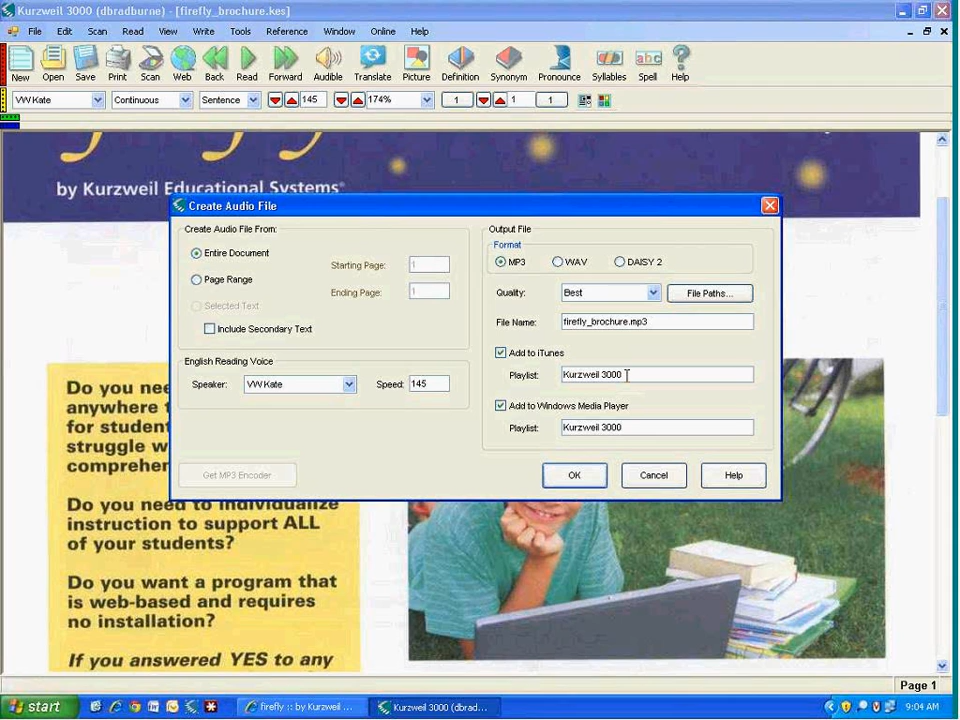 Kurzweil 3000 (dbradburne) - [firefly_brochure.kes]
File Edit Scan Read View Write Tools Reference Window Online Help
abc
New Open Save Print Scan Web Back Read Forward Audible Translate Picture Definition Synonym Pronounce Syllables Spell Help
VW Kate Continuous Sentence 145 174% 1 1 1
by Kurzweil Educational Systems
Create Audio File
Create Audio File From:
Entire Document
Page Range
Selected Text
Include Secondary Text
Starting Page: 1
Ending Page: 1
English Reading Voice
Speaker: VW Kate Speed: 145
Get MP3 Encoder
Output File
Format
MP3 WAV DAISY 2
Quality: Best File Paths...
File Name: firefly_brochure.mp3
Add to iTunes
Playlist: Kurzweil 3000
Add to Windows Media Player
Playlist: Kurzweil 3000
OK Cancel Help
Do you nee
anywhere
for student
struggle w
compreher
Do you need to individualize
instruction to support ALL
of your students?
Do you want a program that
is web-based and requires
no installation?
If you answered YES to any
Page 1
start firefly :: by Kurzweil ... Kurzweil 3000 (dbrad... 9:04 AM